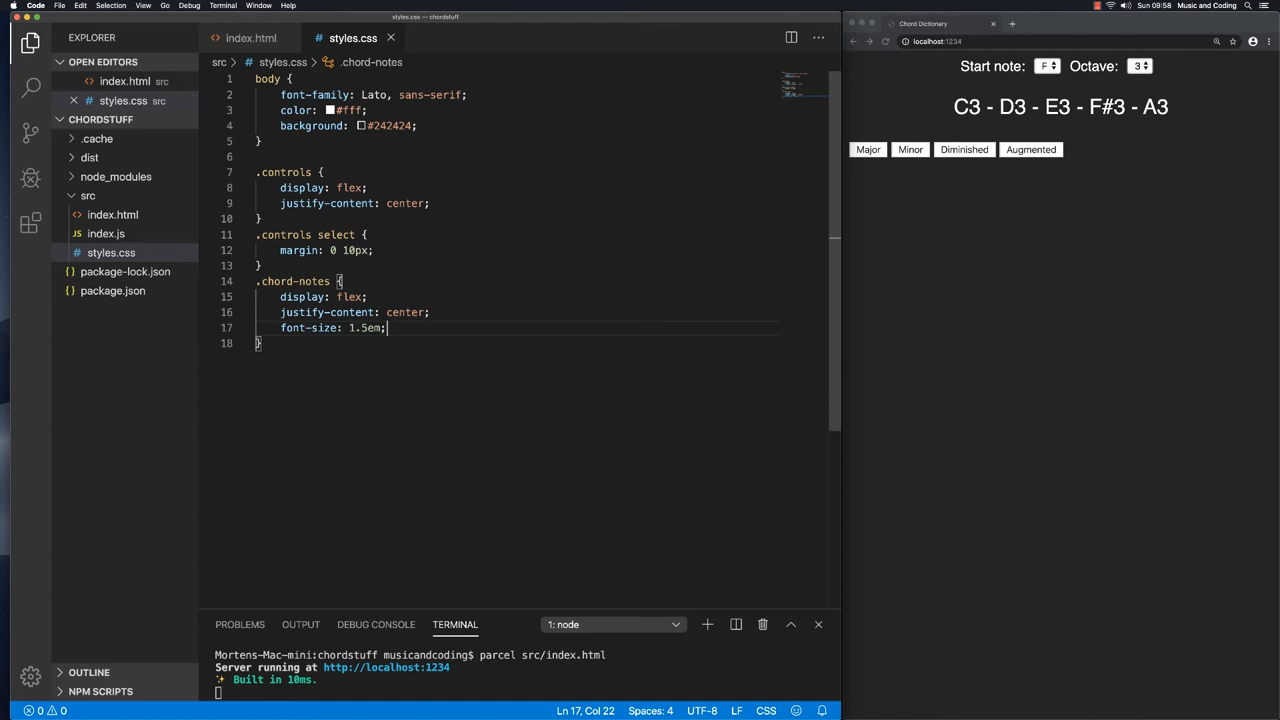 Code File Edit Selection View Go Debug Terminal Window Help
Sun 09:58 Music and Coding
styles.css — chordstuff
EXPLORER
OPEN EDITORS
index.html src
styles.css src
CHORDSTUFF
.cache
dist
node_modules
src
index.html
index.js
styles.css
package-lock.json
package.json
OUTLINE
NPM SCRIPTS
index.html
styles.css
src > styles.css > .chord-notes
1 body {
2 font-family: Lato, sans-serif;
3 color: #fff;
4 background: #242424;
5 }
6
7 .controls {
8 display: flex;
9 justify-content: center;
10 }
11 .controls select {
12 margin: 0 10px;
13 }
14 .chord-notes {
15 display: flex;
16 justify-content: center;
17 font-size: 1.5em;
18 }
PROBLEMS OUTPUT DEBUG CONSOLE TERMINAL 1: node
Mortens-Mac-mini:chordstuff musicandcoding$ parcel src/index.html
Server running at http://localhost:1234
✨ Built in 10ms.
0 0 Ln 17, Col 22 Spaces: 4 UTF-8 LF CSS
Chord Dictionary
localhost:1234
Start note: F Octave: 3
C3 - D3 - E3 - F#3 - A3
Major Minor Diminished Augmented